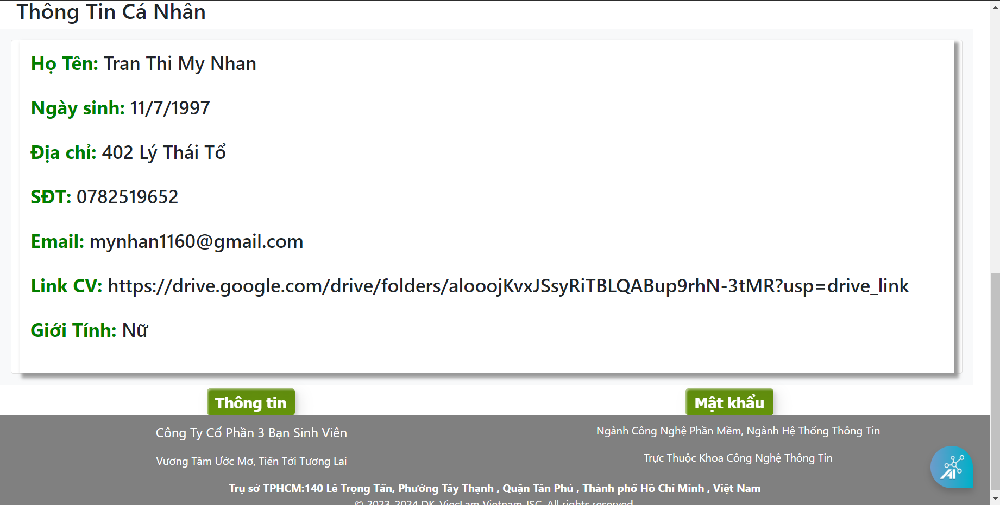 Thông Tin Cá Nhân
Họ Tên: Tran Thi My Nhan
Ngày sinh: 11/7/1997
Địa chỉ: 402 Lý Thái Tổ
SĐT: 0782519652
Email: mynhan1160@gmail.com
Link CV: https://drive.google.com/drive/folders/alooojKvxJSsyRiTBLQABup9rhN-3tMR?usp=drive_link
Giới Tính: Nữ
Thông tin
Mật khẩu
Công Ty Cổ Phần 3 Bạn Sinh Viên
Ngành Công Nghệ Phần Mềm, Ngành Hệ Thống Thông Tin
Vương Tầm Ước Mơ, Tiến Tới Tương Lai
Trực Thuộc Khoa Công Nghệ Thông Tin
AI
Trụ sở TPHCM:140 Lê Trọng Tấn, Phường Tây Thạnh , Quận Tân Phú , Thành phố Hồ Chí Minh , Việt Nam
© 2023-2024 DK_ViecLam Vietnam JSC. All rights reserved.